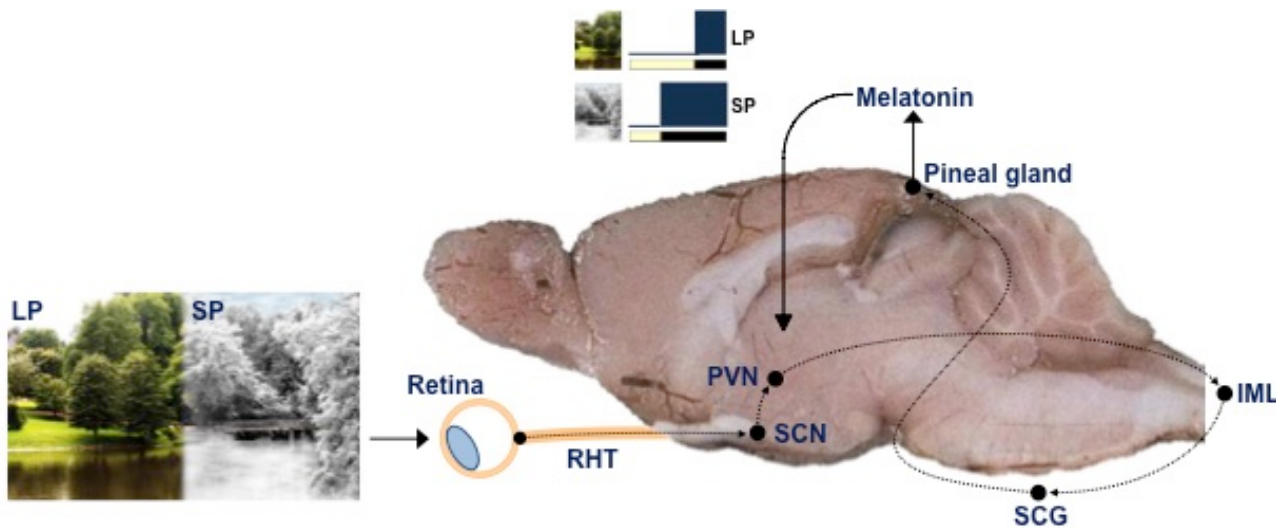 LP
SP
Melatonin
Pineal gland
LP
SP
Retina
PVN
IML
SCN
RHT
SCG